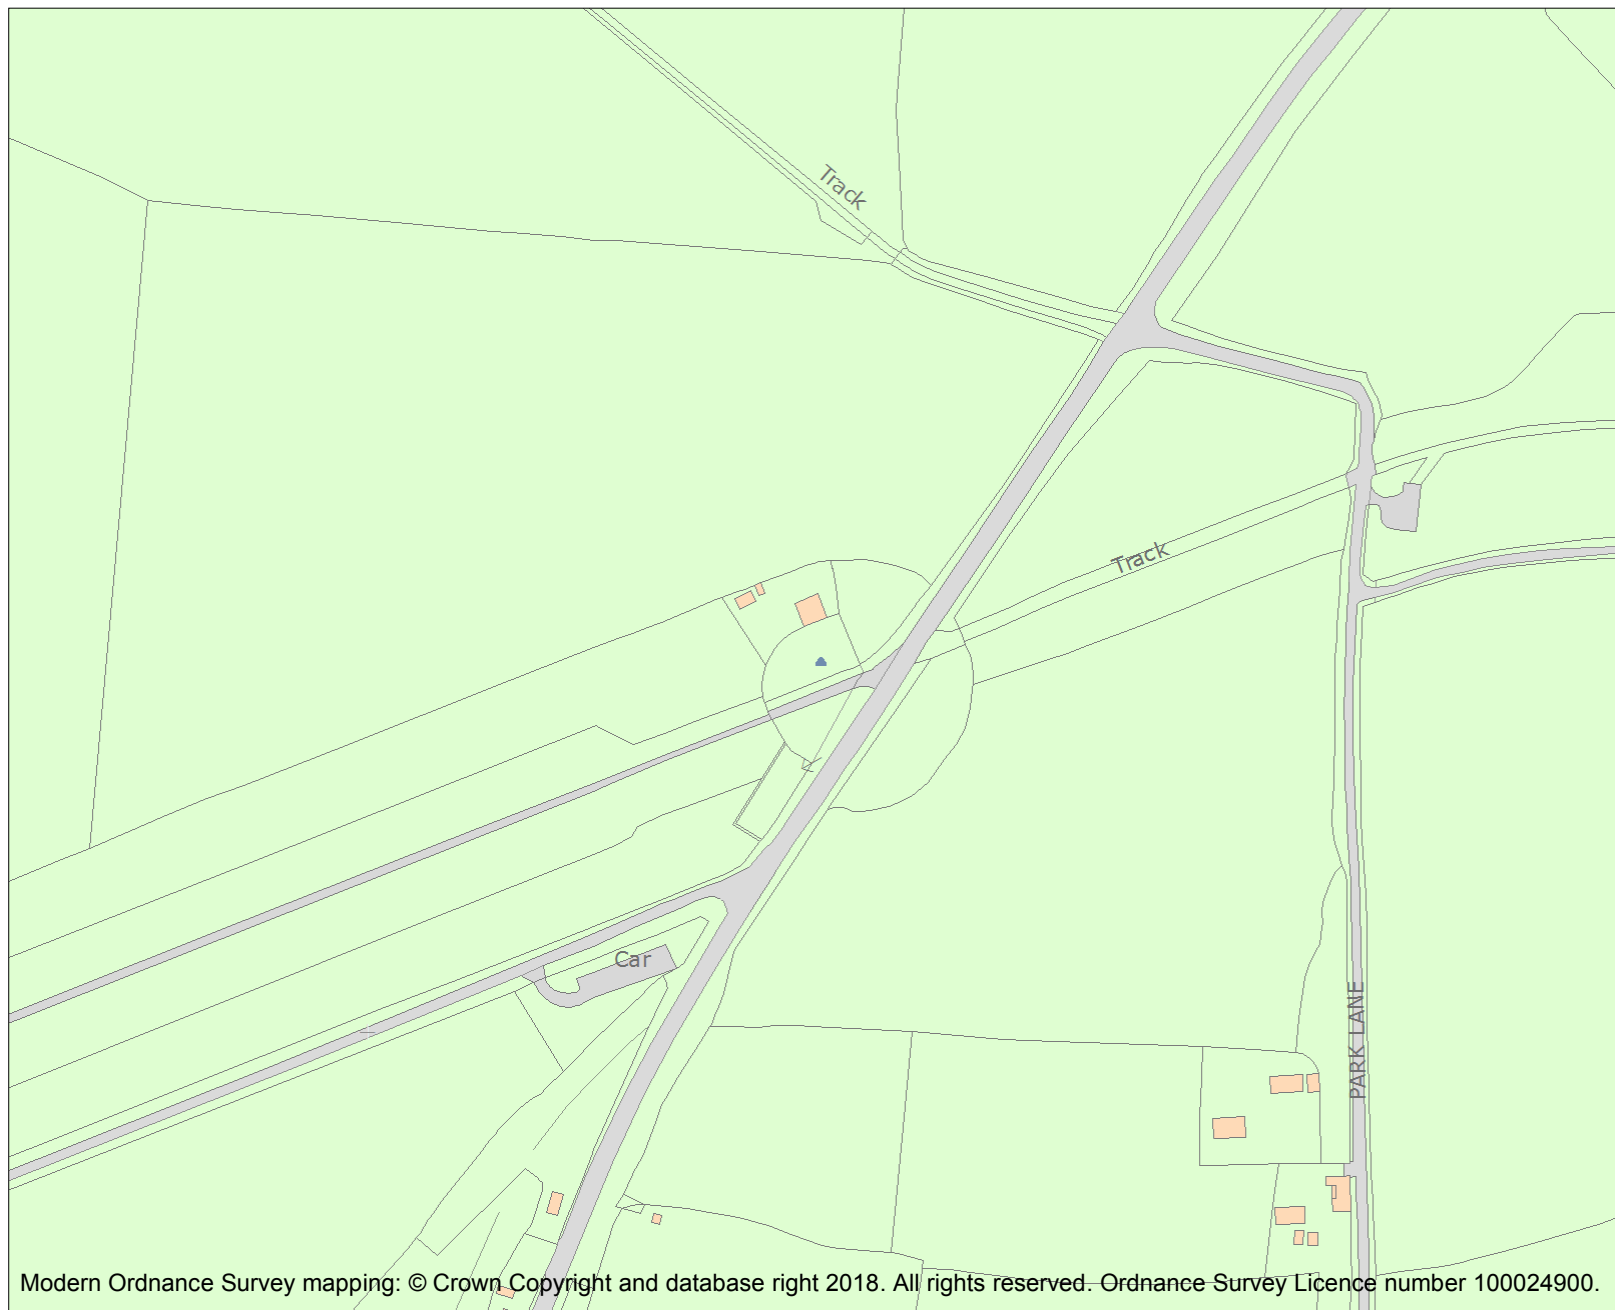 Track
Track
Car
PARK LANE
Modern Ordnance Survey mapping: © Crown Copyright and database right 2018. All rights reserved. Ordnance Survey Licence number 100024900.